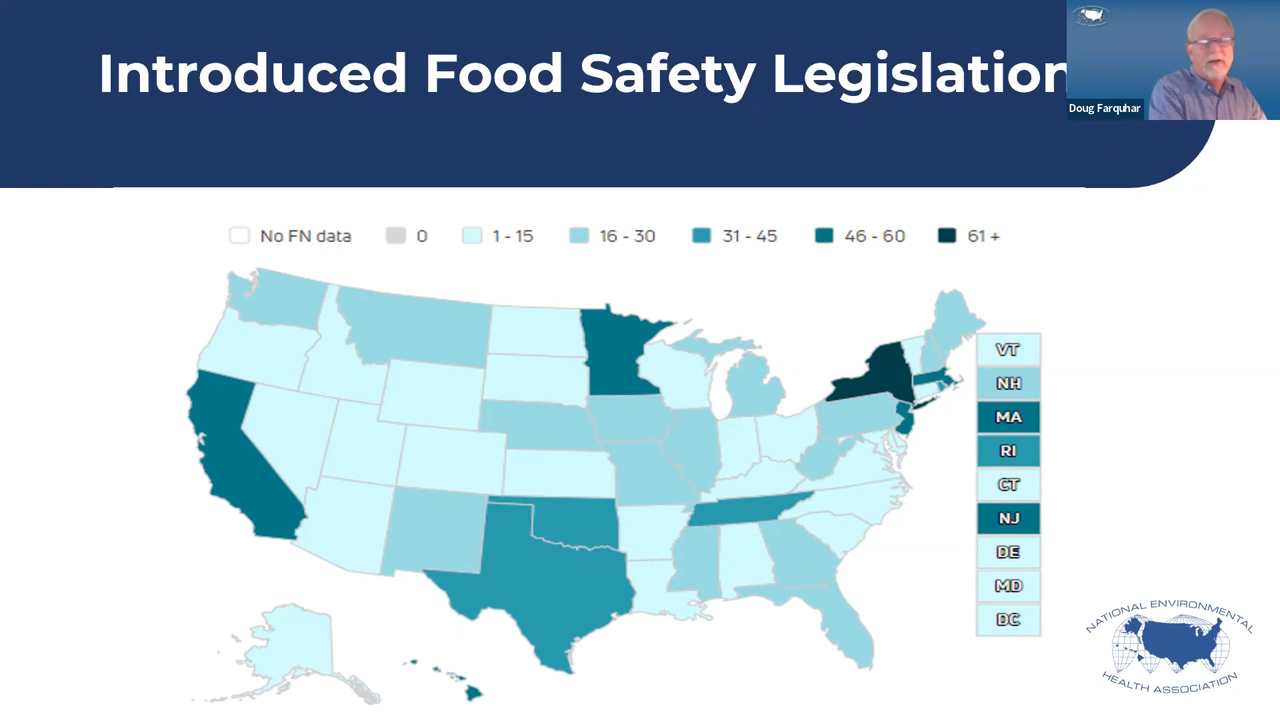 Introduced Food Safety Legislation
Doug Farquhar
No FN data
0
1 - 15
16 - 30
31 - 45
46 - 60
61 +
VT
NH
MA
RI
CT
NJ
DE
MD
DC
NATIONAL ENVIRONMENTAL
HEALTH ASSOCIATION